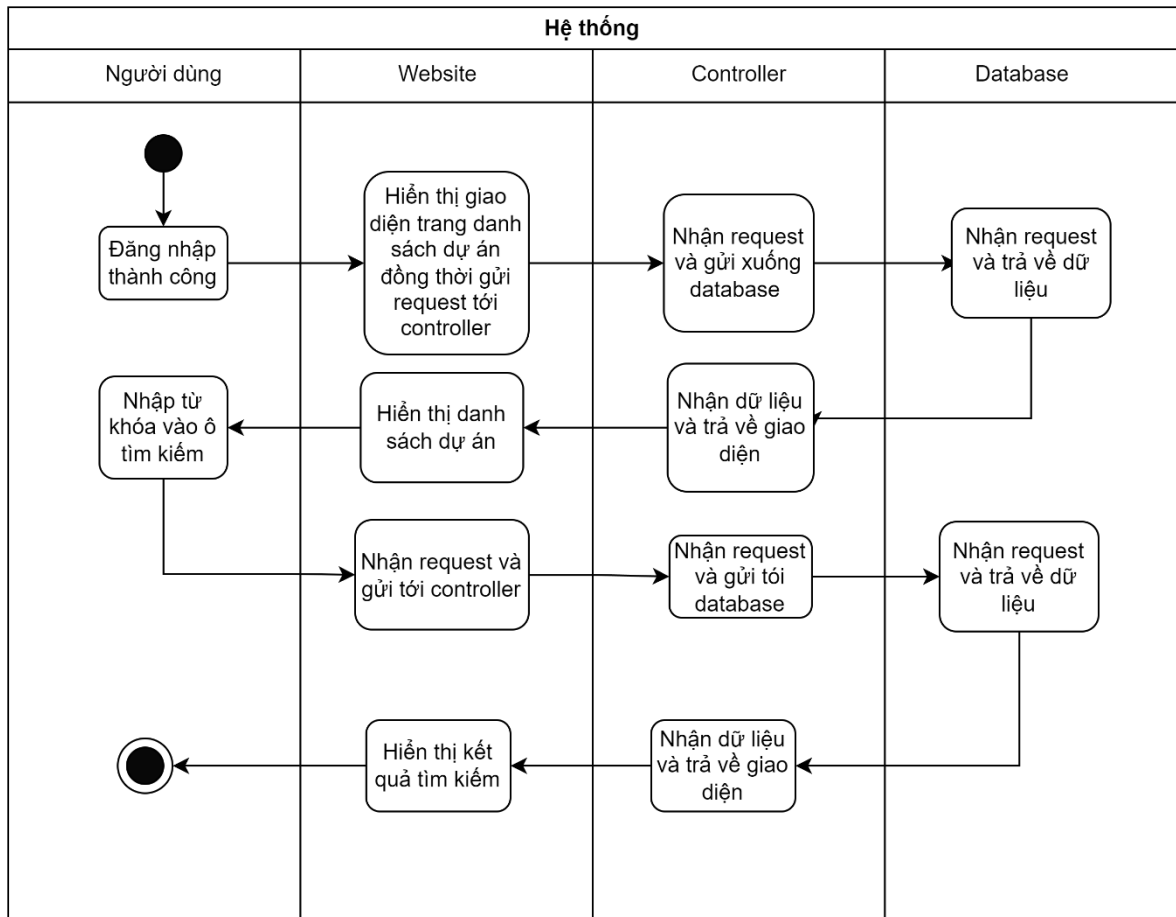 Hệ thống
Người dùng
Website
Controller
Database
Đăng nhập
thành công
Hiển thị giao
diện trang danh
sách dự án
đồng thời gửi
request tới
controller
Nhận request
và gửi xuống
database
Nhận request
và trả về dữ
liệu
Nhập từ
khóa vào ô
tìm kiếm
Hiển thị danh
sách dự án
Nhận dữ liệu
và trả về giao
diện
Nhận request và
gửi tới controller
Nhận request
và gửi tói
database
Nhận request
và trả về dữ
liệu
Hiển thị kết
quả tìm kiếm
Nhận dữ liệu
và trả về giao
diện